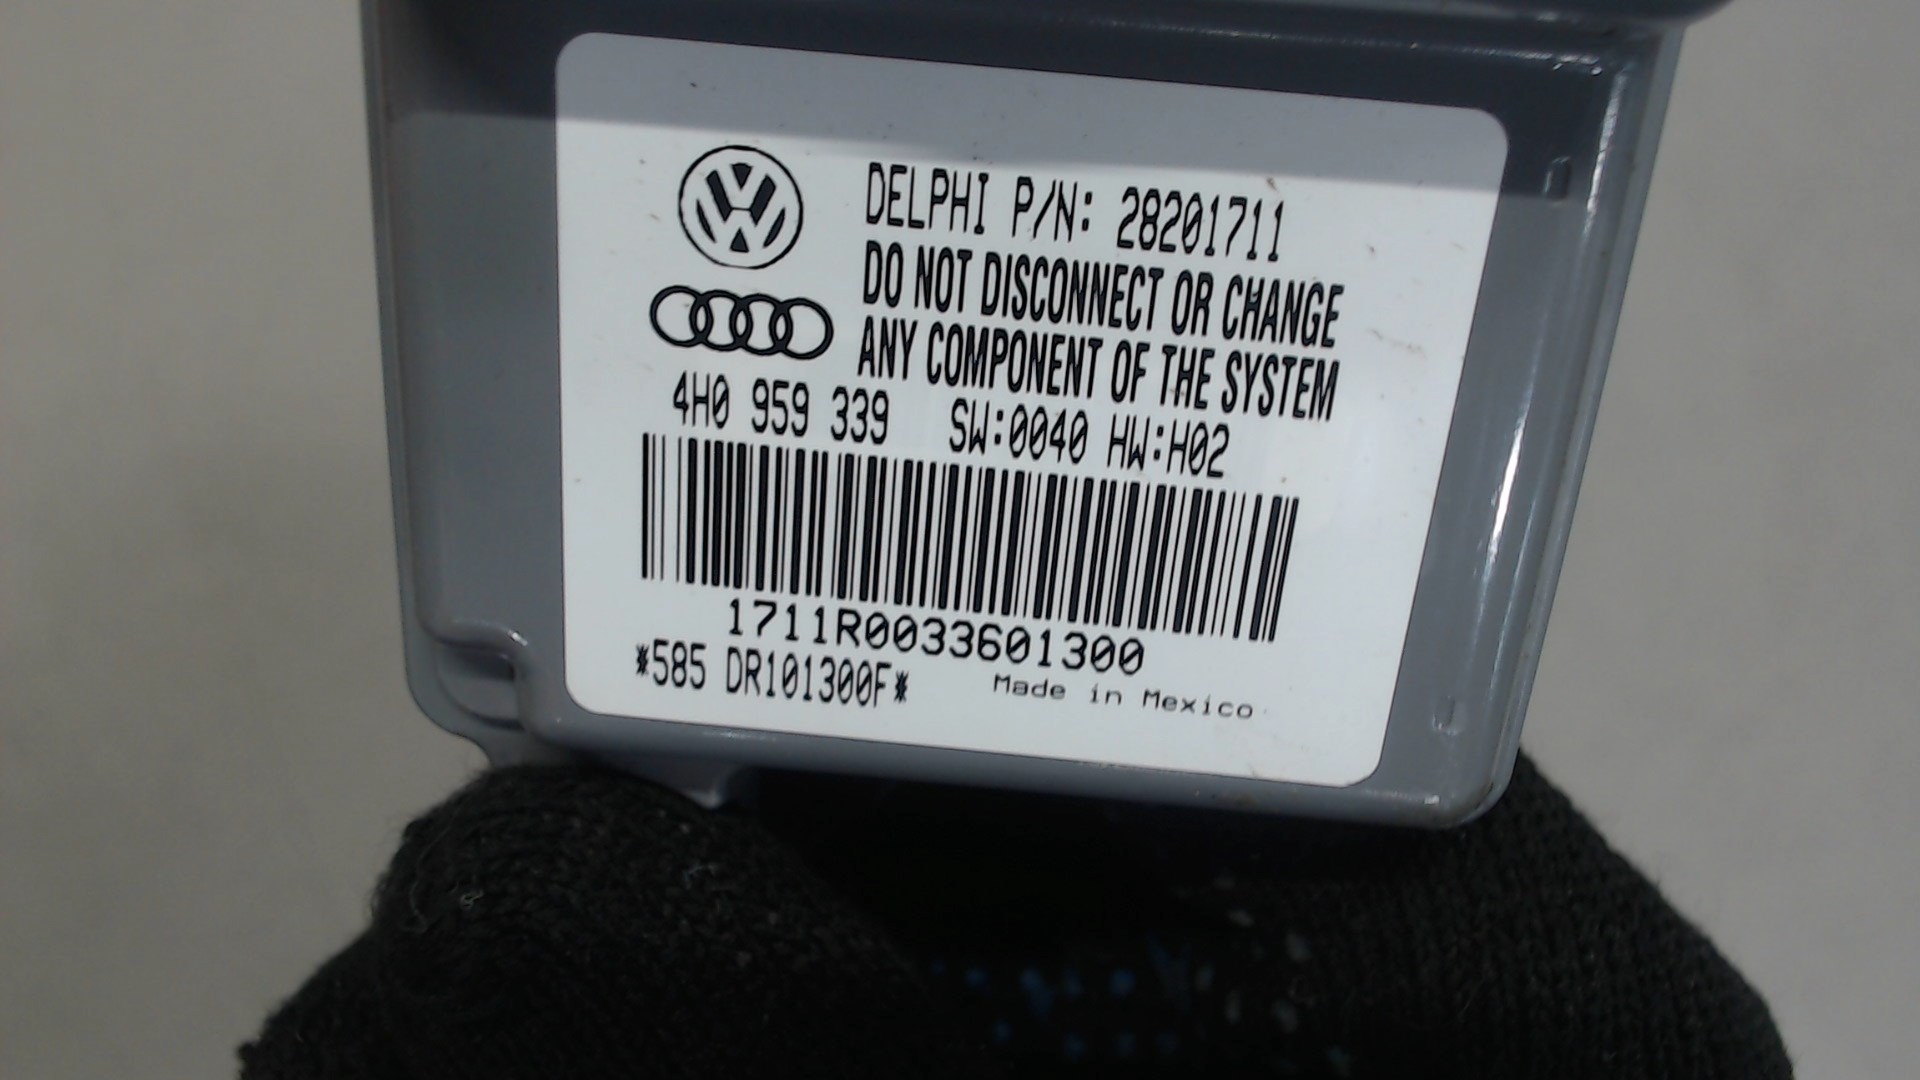 DELPHI P/N: 28201711
DO NOT DISCONNECT OR CHANGE
ANY COMPONENT OF THE SYSTEM
4H0 959 339 SW:0040 HW:H02
1711R0033601300
*585 DR101300F* Made in Mexico